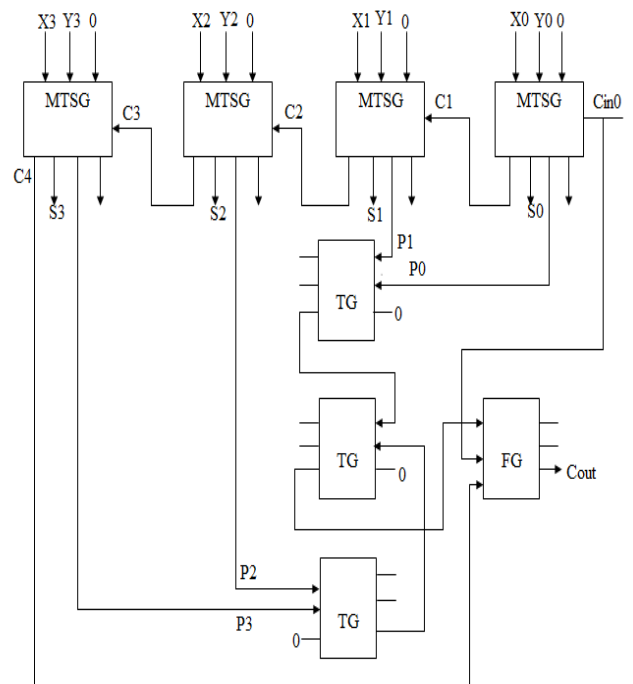 X3 Y3 0 X2 Y2 0 X1 Y1 0 X0 Y0 0
MTSG C3 MTSG C2 MTSG C1 MTSG Cin0
C4
S3 S2 S1 S0
P1
P0
TG 0
TG 0 FG Cout
P2
P3 TG
0